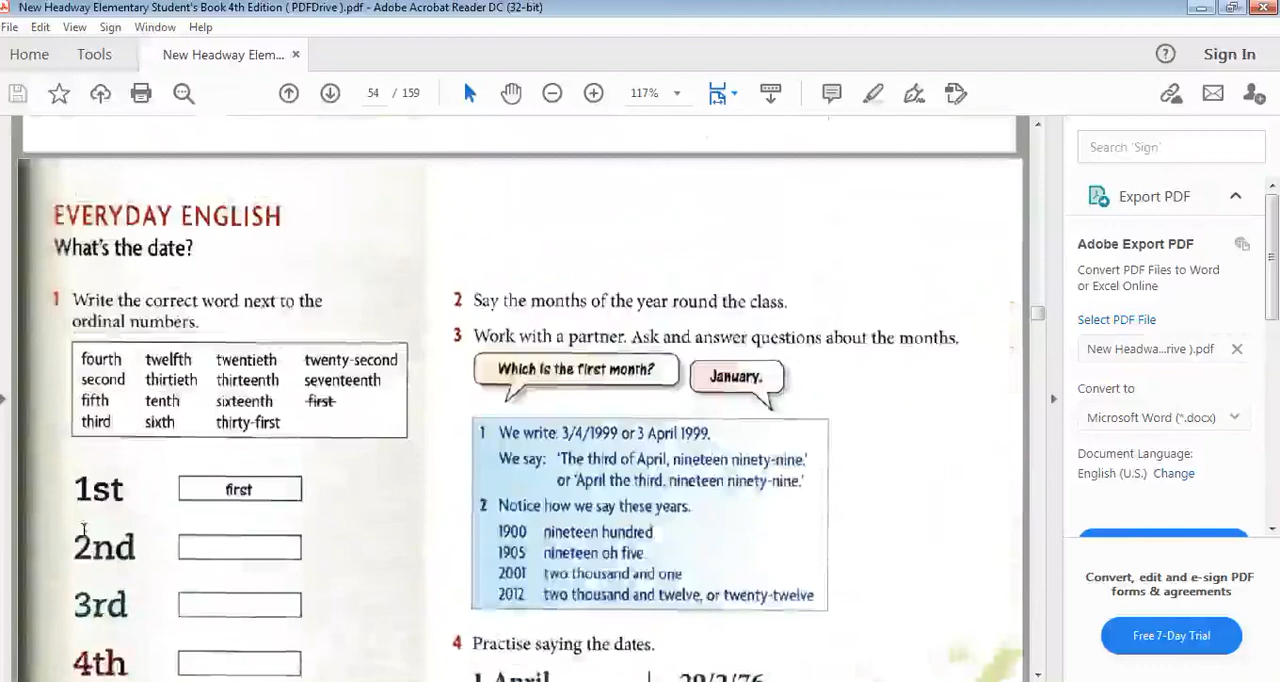 New Headway Elementary Student's Book 4th Edition ( PDFDrive ).pdf - Adobe Acrobat Reader DC (32-bit)
File Edit View Sign Window Help
Home Tools New Headway Elem... × Sign In
54 / 159 117%
EVERYDAY ENGLISH
What's the date?
1 Write the correct word next to the
ordinal numbers.
fourth twelfth twentieth twenty-second
second thirtieth thirteenth seventeenth
fifth tenth sixteenth first
third sixth thirty-first
1st first
2nd
3rd
4th
2 Say the months of the year round the class.
3 Work with a partner. Ask and answer questions about the months.
Which is the first month? January.
1 We write: 3/4/1999 or 3 April 1999.
We say: 'The third of April, nineteen ninety-nine.'
or 'April the third, nineteen ninety-nine.'
2 Notice how we say these years.
1900 nineteen hundred
1905 nineteen oh five
2001 two thousand and one
2012 two thousand and twelve, or twenty-twelve
4 Practise saying the dates.
1 April 29/2/76
Search 'Sign'
Export PDF
Adobe Export PDF
Convert PDF Files to Word
or Excel Online
Select PDF File
New Headwa...rive ).pdf
Convert to
Microsoft Word (*.docx)
Document Language:
English (U.S.) Change
Convert, edit and e-sign PDF
forms & agreements
Free 7-Day Trial